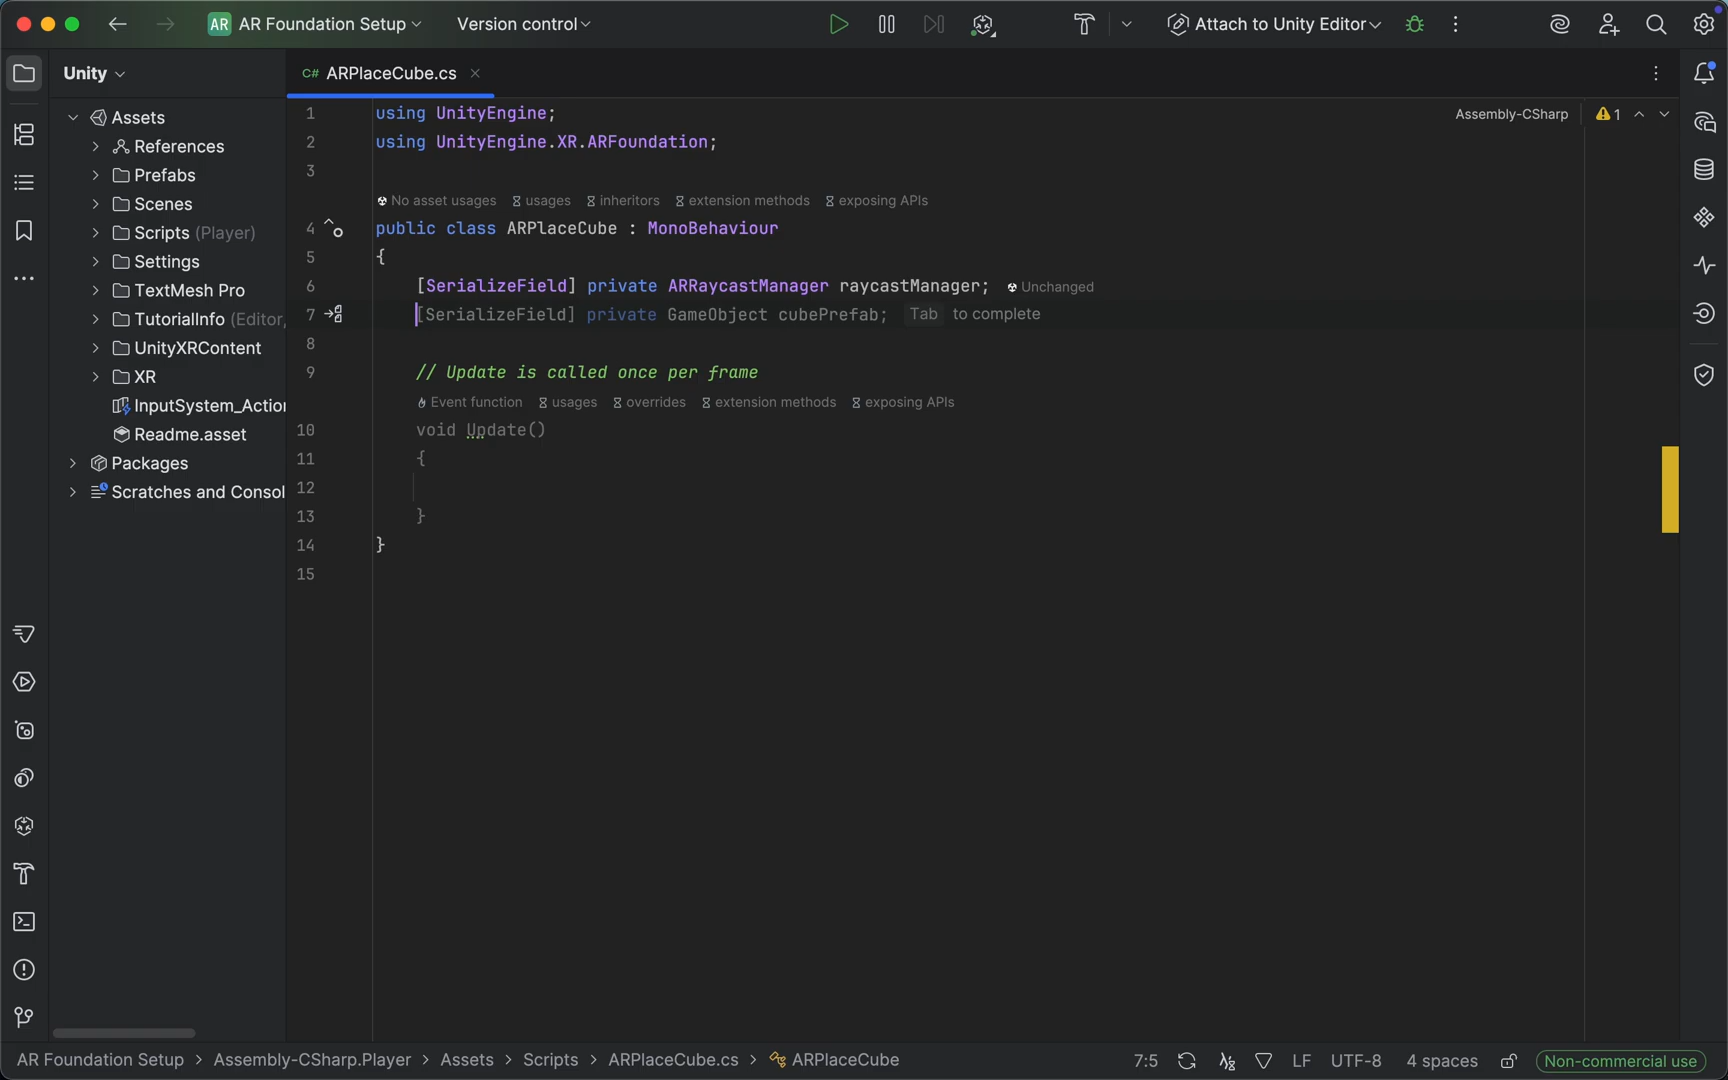 AR AR Foundation Setup Version control Attach to Unity Editor
Unity C# ARPlaceCube.cs
Assets
References
Prefabs
Scenes
Scripts (Player)
Settings
TextMesh Pro
TutorialInfo (Editor,
UnityXRContent
XR
InputSystem_Action
Readme.asset
Packages
Scratches and Consol
Assembly-CSharp 1
1 using UnityEngine;
2 using UnityEngine.XR.ARFoundation;
3
No asset usages usages inheritors extension methods exposing APIs
4 public class ARPlaceCube : MonoBehaviour
5 {
6 [SerializeField] private ARRaycastManager raycastManager; Unchanged
7 [SerializeField] private GameObject cubePrefab; Tab to complete
8
9 // Update is called once per frame
Event function usages overrides extension methods exposing APIs
10 void Update()
11 {
12
13 }
14 }
15
AR Foundation Setup > Assembly-CSharp.Player > Assets > Scripts > ARPlaceCube.cs > ARPlaceCube 7:5 LF UTF-8 4 spaces Non-commercial use